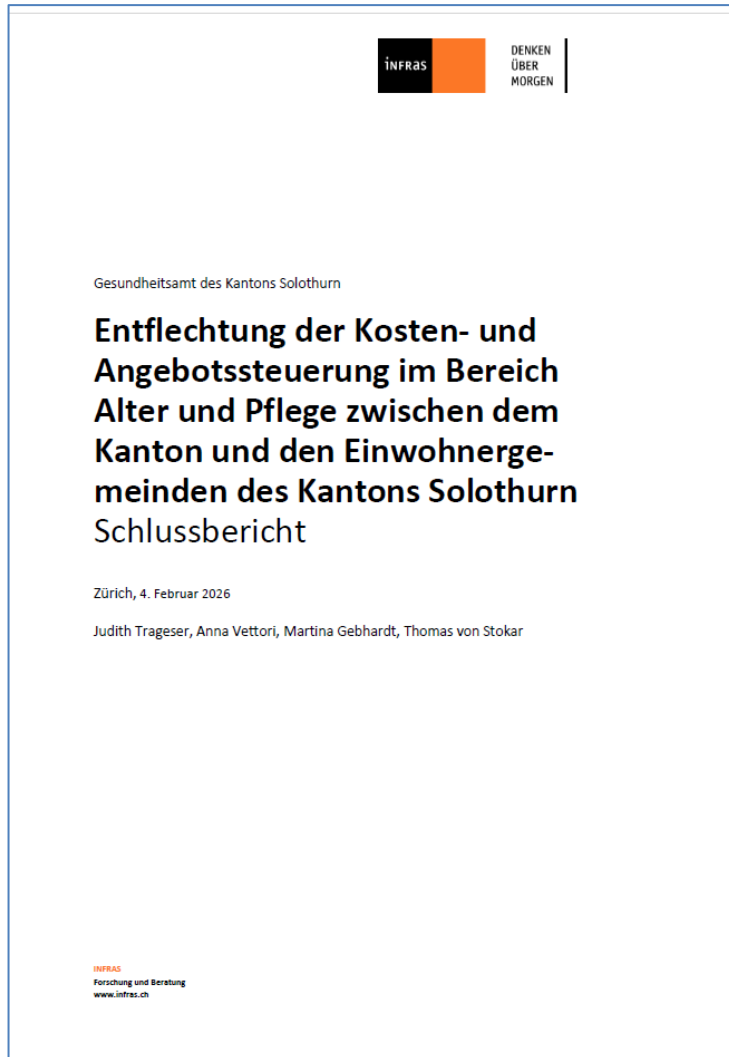 INFRAS
DENKEN
ÜBER
MORGEN
Gesundheitsamt des Kantons Solothurn
Entflechtung der Kosten- und
Angebotssteuerung im Bereich
Alter und Pflege zwischen dem
Kanton und den Einwohnerge-
meinden des Kantons Solothurn
Schlussbericht
Zürich, 4. Februar 2026
Judith Trageser, Anna Vettori, Martina Gebhardt, Thomas von Stokar
INFRAS
Forschung und Beratung
www.infras.ch